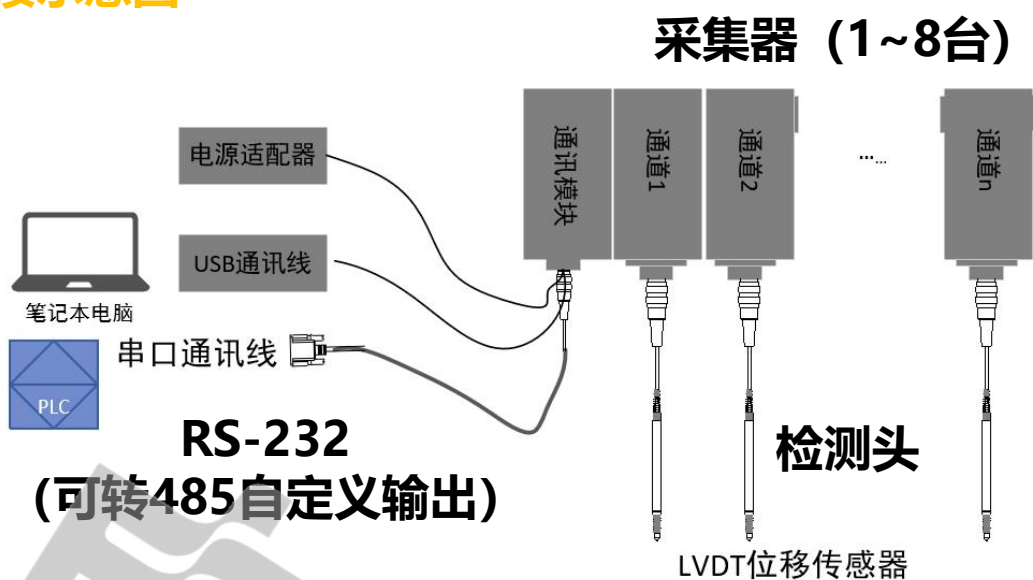 采集器（1~8台）
通讯模块
通道1
通道2
......
通道n
电源适配器
USB通讯线
笔记本电脑
串口通讯线
PLC
RS-232
(可转485自定义输出)
检测头
LVDT位移传感器